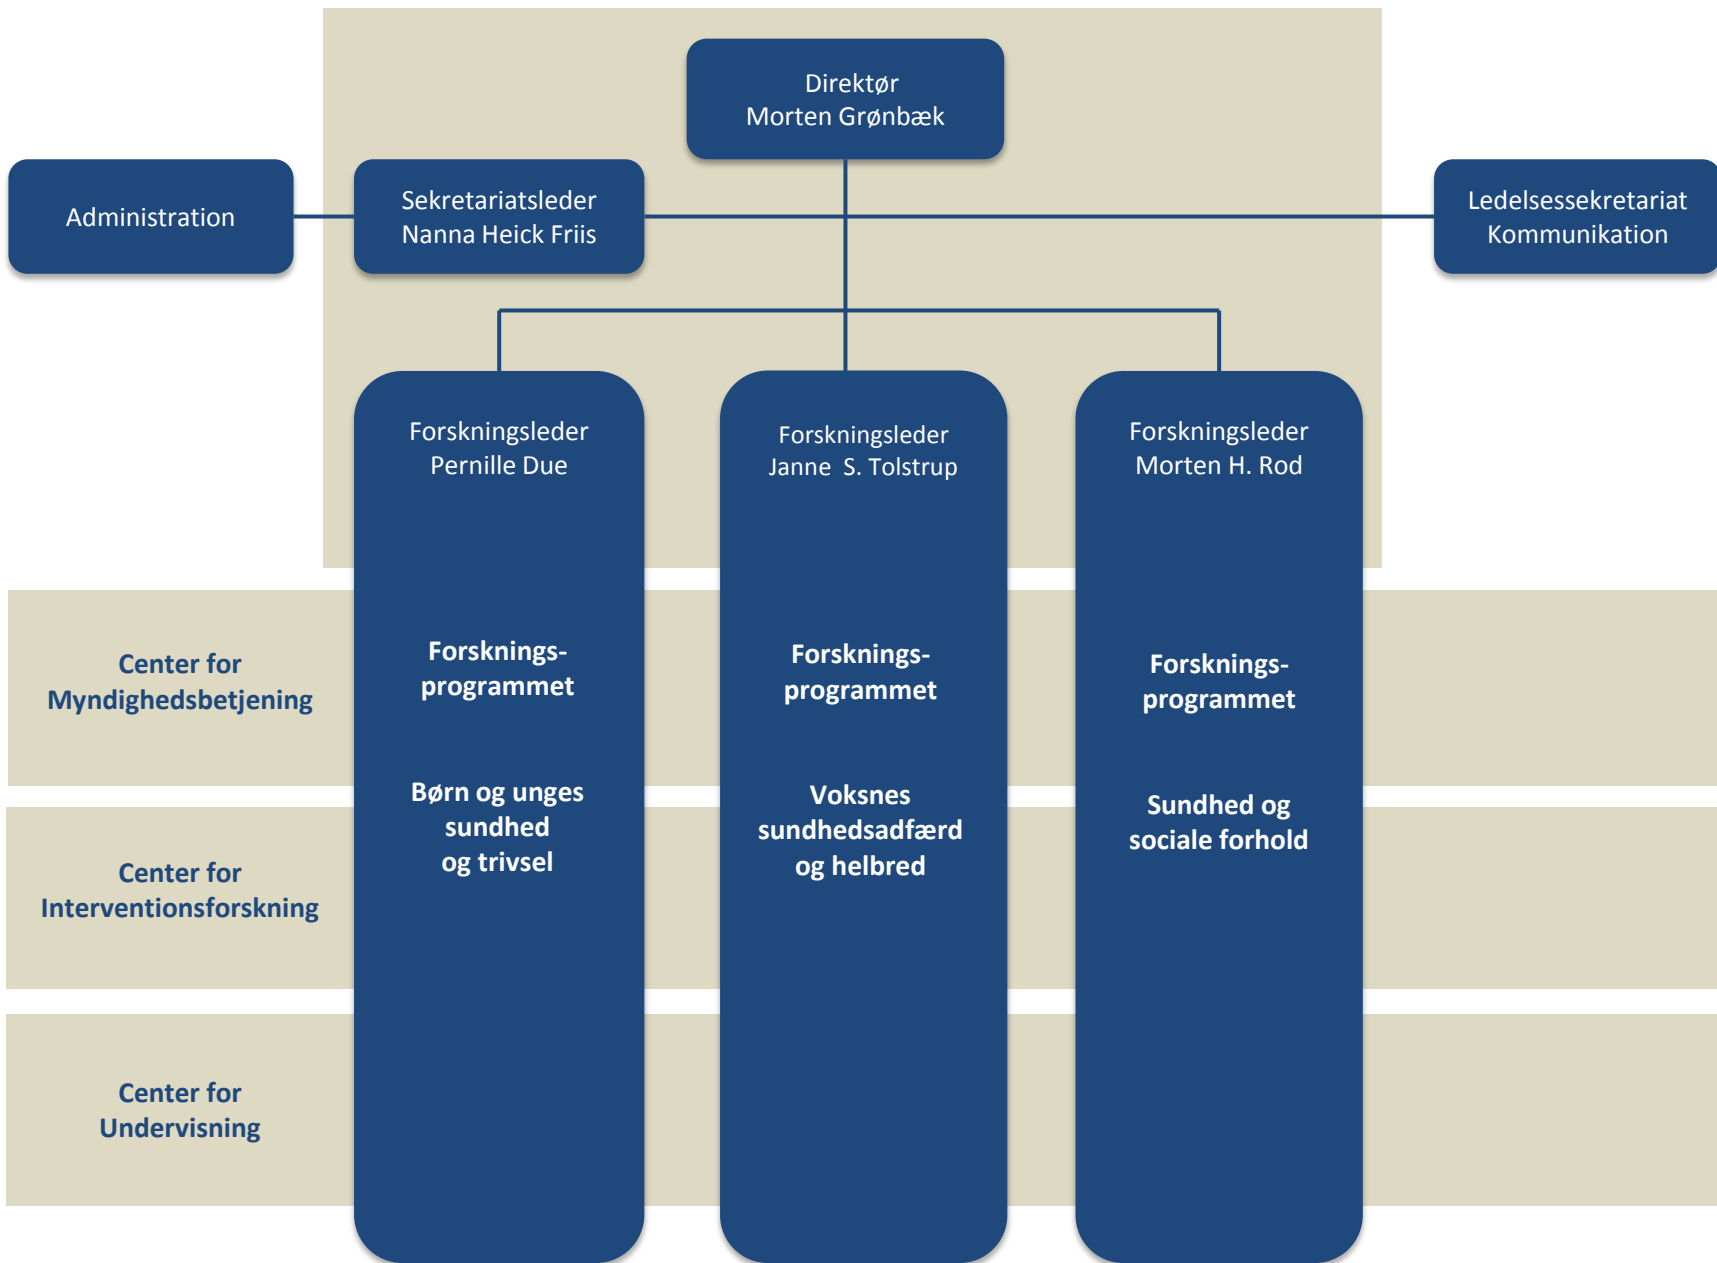 Direktør
Morten Grønbæk
Administration
Sekretariatsleder
Nanna Heick Friis
Ledelsessekretariat
Kommunikation
Forskningsleder
Pernille Due
Forskningsleder
Janne S. Tolstrup
Forskningsleder
Morten H. Rod
Center for
Myndighedsbetjening
Forsknings-
programmet
Forsknings-
programmet
Forsknings-
programmet
Børn og unges
sundhed
og trivsel
Voksnes
sundhedsadfærd
og helbred
Sundhed og
sociale forhold
Center for
Interventionsforskning
Center for
Undervisning